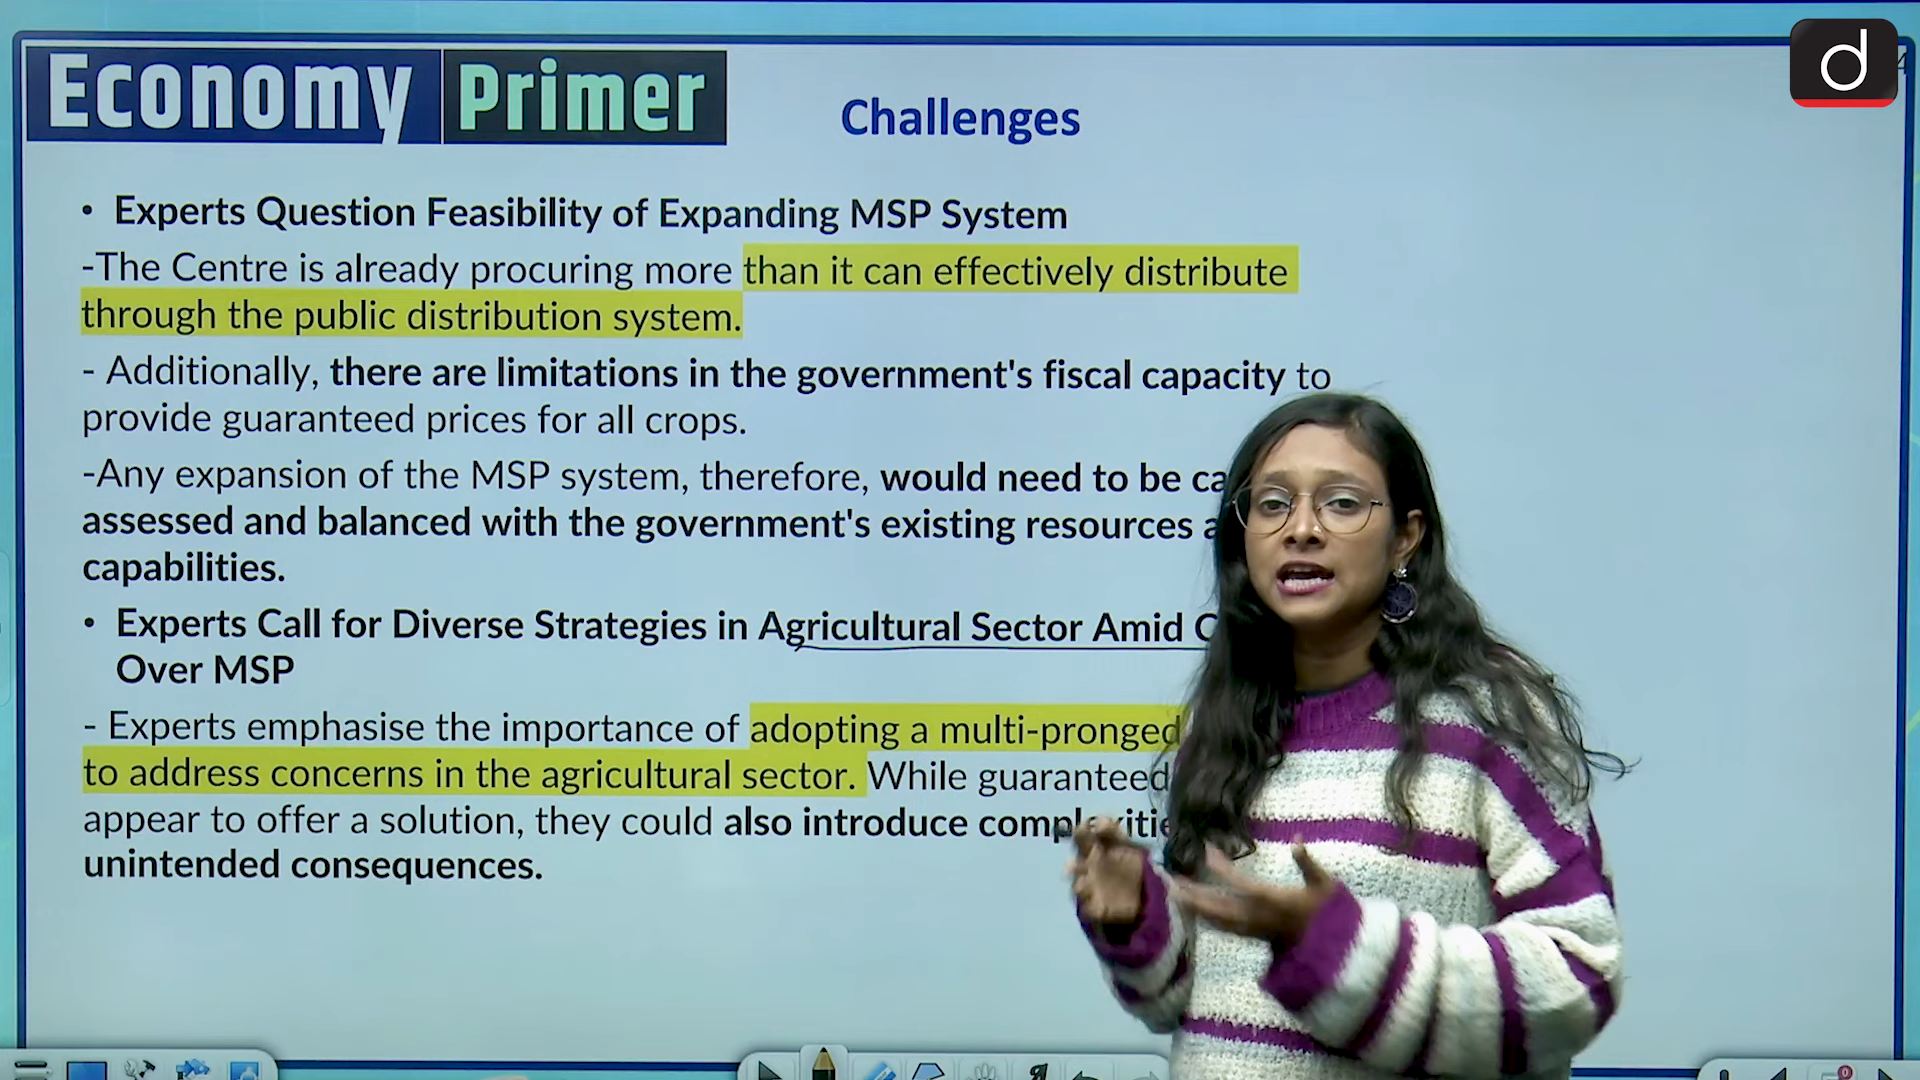 Economy Primer
Challenges
d
• Experts Question Feasibility of Expanding MSP System
-The Centre is already procuring more than it can effectively distribute
through the public distribution system.
- Additionally, there are limitations in the government's fiscal capacity to
provide guaranteed prices for all crops.
-Any expansion of the MSP system, therefore, would need to be
assessed and balanced with the government's existing resources
capabilities.
• Experts Call for Diverse Strategies in Agricultural Sector Amid
Over MSP
- Experts emphasise the importance of adopting a multi-pronged
to address concerns in the agricultural sector. While guaranteed
appear to offer a solution, they could also introduce complexities
unintended consequences.